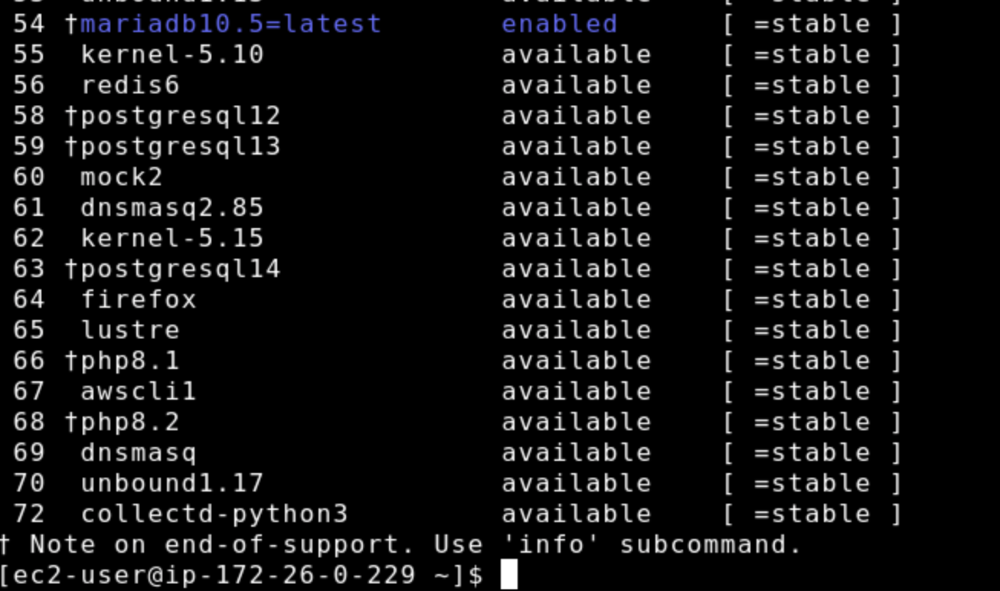 54 †mariadb10.5=latest enabled [ =stable ]
55 kernel-5.10 available [ =stable ]
56 redis6 available [ =stable ]
58 †postgresql12 available [ =stable ]
59 †postgresql13 available [ =stable ]
60 mock2 available [ =stable ]
61 dnsmasq2.85 available [ =stable ]
62 kernel-5.15 available [ =stable ]
63 †postgresql14 available [ =stable ]
64 firefox available [ =stable ]
65 lustre available [ =stable ]
66 †php8.1 available [ =stable ]
67 awscli1 available [ =stable ]
68 †php8.2 available [ =stable ]
69 dnsmasq available [ =stable ]
70 unbound1.17 available [ =stable ]
72 collectd-python3 available [ =stable ]
† Note on end-of-support. Use 'info' subcommand.
[ec2-user@ip-172-26-0-229 ~]$